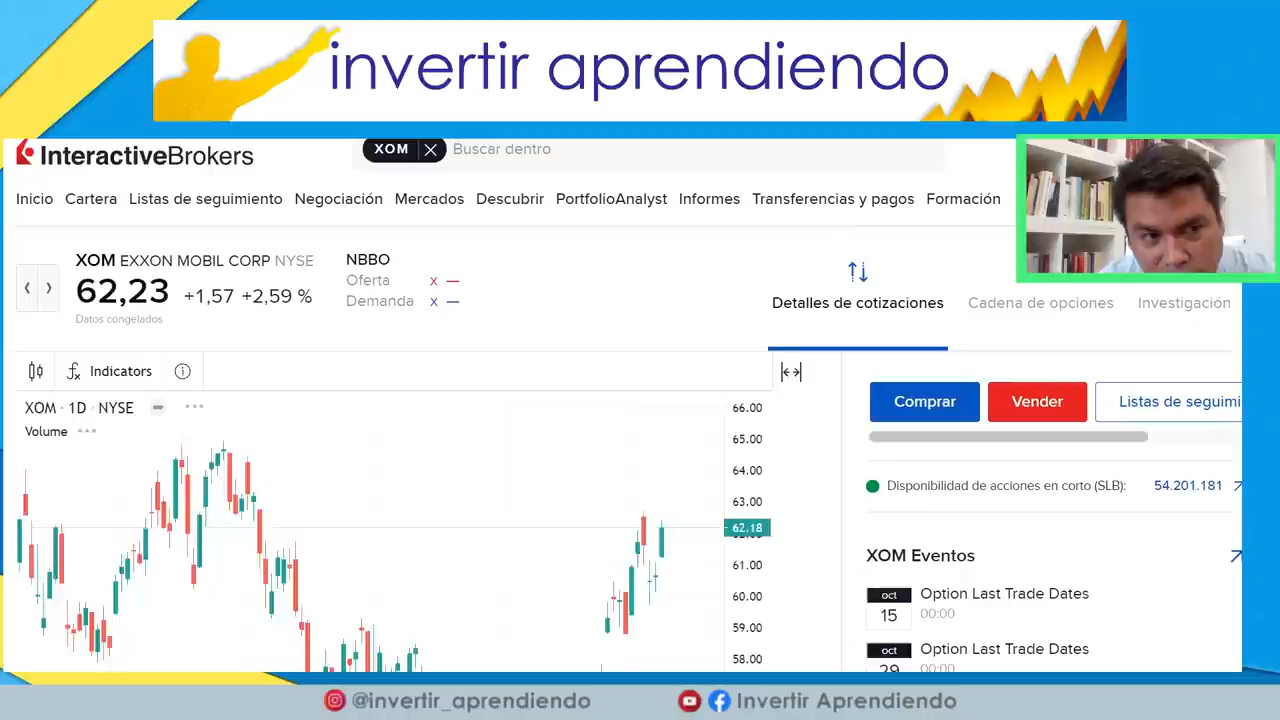 invertir aprendiendo
InteractiveBrokers
XOM
Buscar dentro
Inicio Cartera Listas de seguimiento Negociación Mercados Descubrir PortfolioAnalyst Informes Transferencias y pagos Formación
XOM EXXON MOBIL CORP NYSE
62,23 +1,57 +2,59 %
Datos congelados
NBBO
Oferta x —
Demanda x —
Detalles de cotizaciones Cadena de opciones Investigación
Indicators
XOM · 1D · NYSE
Volume
66.00
65.00
64.00
63.00
62.18
61.00
60.00
59.00
58.00
Comprar Vender Listas de seguimi
Disponibilidad de acciones en corto (SLB): 54.201.181
XOM Eventos
oct
15
Option Last Trade Dates
00:00
oct
29
Option Last Trade Dates
00:00
@invertir_aprendiendo Invertir Aprendiendo